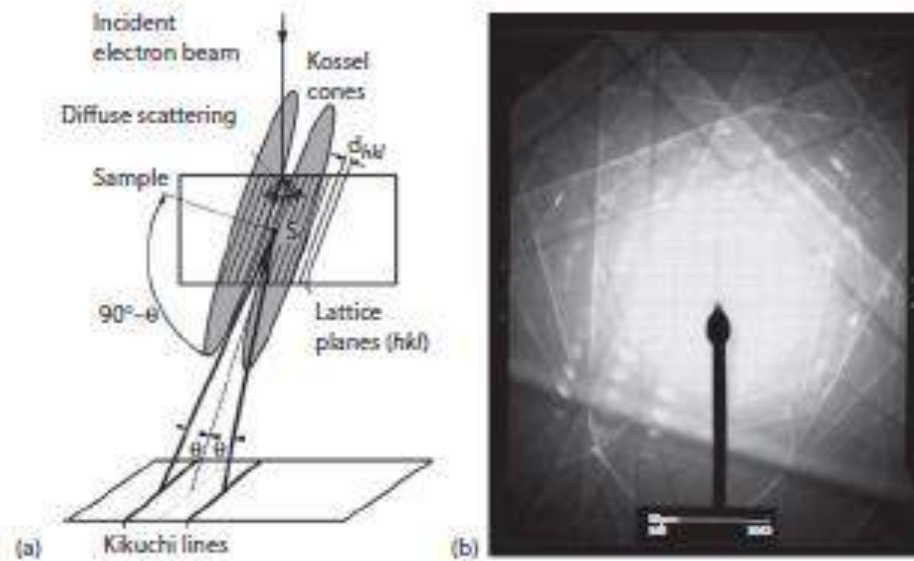 Incident
electron beam
Kossel
cones
Diffuse scattering
d_hkl
Sample
S
90°–θ
Lattice
planes (hkl)
θ θ
Kikuchi lines
(a)
(b)